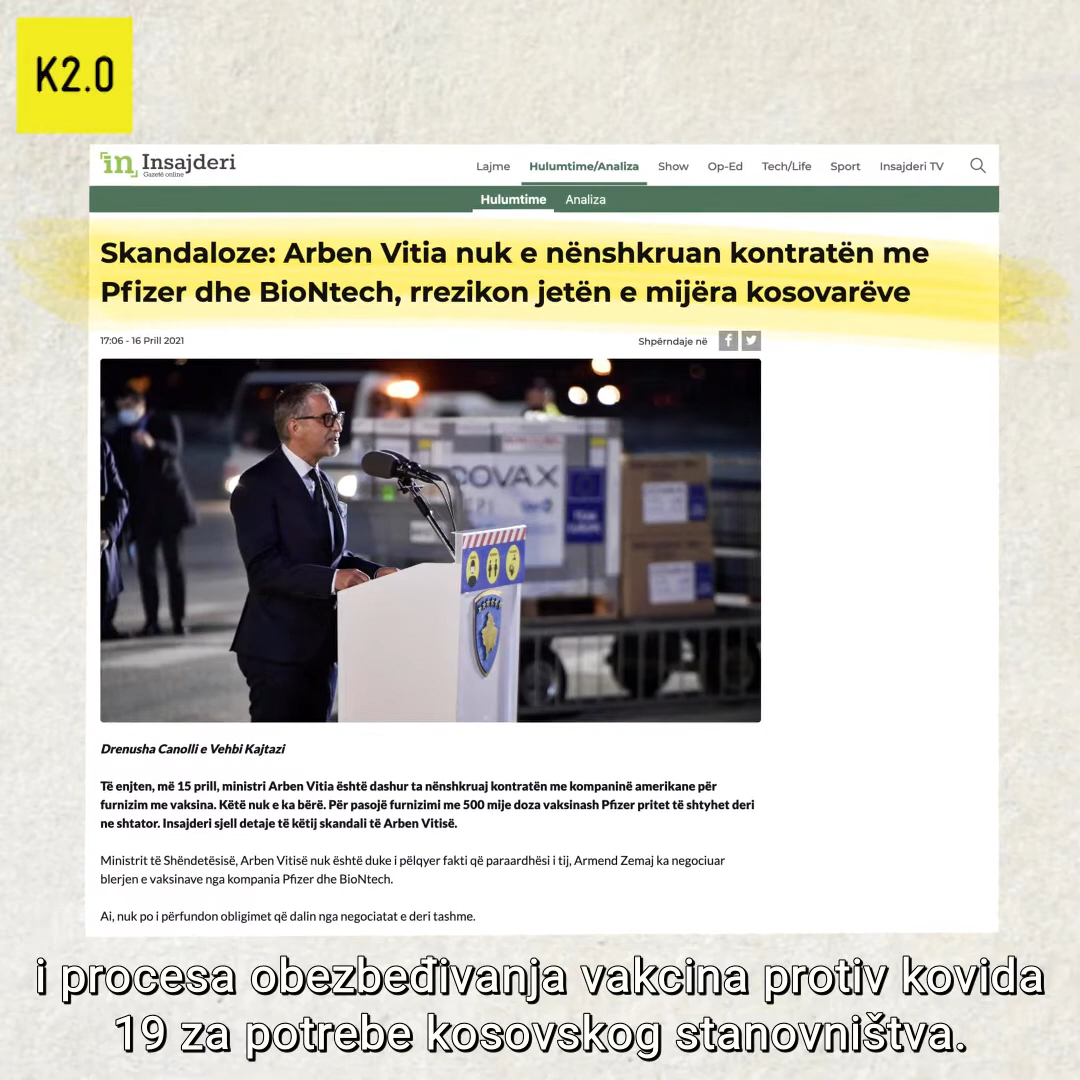 K2.0
in Insajderi
Gazetë online
Lajme Hulumtime/Analiza Show Op-Ed Tech/Life Sport Insajderi TV
Hulumtime Analiza
Skandaloze: Arben Vitia nuk e nënshkruan kontratën me
Pfizer dhe BioNtech, rrezikon jetën e mijëra kosovarëve
17:06 - 16 Prill 2021
Shpërndaje në
COVAX
Drenusha Canolli e Vehbi Kajtazi
Të enjten, më 15 prill, ministri Arben Vitia është dashur ta nënshkruaj kontratën me kompaninë amerikane për
furnizim me vaksina. Këtë nuk e ka bërë. Për pasojë furnizimi me 500 mije doza vaksinash Pfizer pritet të shtyhet deri
ne shtator. Insajderi sjell detaje të këtij skandali të Arben Vitisë.
Ministrit të Shëndetësisë, Arben Vitisë nuk është duke i pëlqyer fakti që paraardhësi i tij, Armend Zemaj ka negociuar
blerjen e vaksinave nga kompania Pfizer dhe BioNtech.
Ai, nuk po i përfundon obligimet që dalin nga negociatat e deri tashme.
i procesa obezbeđivanja vakcina protiv kovida
19 za potrebe kosovskog stanovništva.